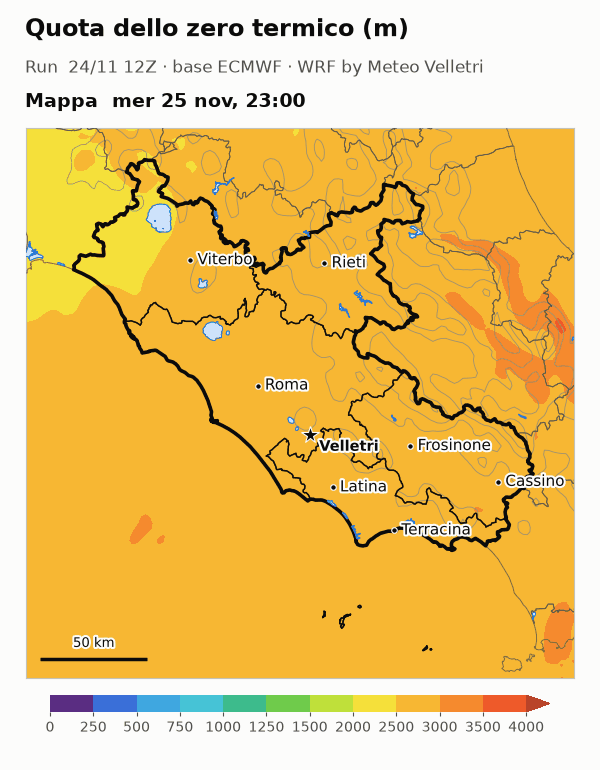 Quota dello zero termico (m)
Run  24/11 12Z · base ECMWF · WRF by Meteo Velletri
Mappa  mer 25 nov, 23:00
Viterbo
Rieti
Roma
Velletri
Frosinone
Cassino
Latina
Terracina
50 km
0 250 500 750 1000 1250 1500 2000 2500 3000 3500 4000